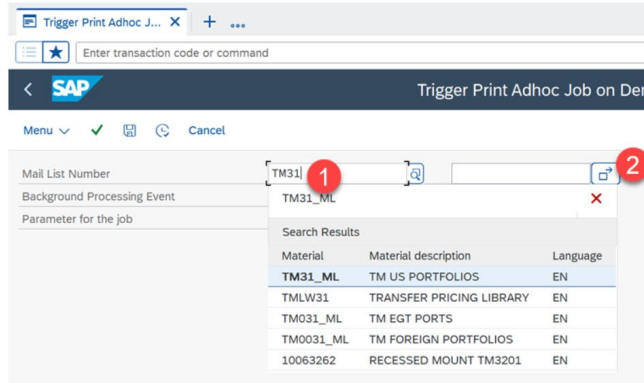 Trigger Print Adhoc J...
Enter transaction code or command
SAP
Trigger Print Adhoc Job on Der
Menu
Cancel
Mail List Number
TM31
1
2
Background Processing Event
TM31_ML
Parameter for the job
Search Results
Material Material description Language
TM31_ML TM US PORTFOLIOS EN
TMLW31 TRANSFER PRICING LIBRARY EN
TM031_ML TM EGT PORTS EN
TM0031_ML TM FOREIGN PORTFOLIOS EN
10063262 RECESSED MOUNT TM3201 EN